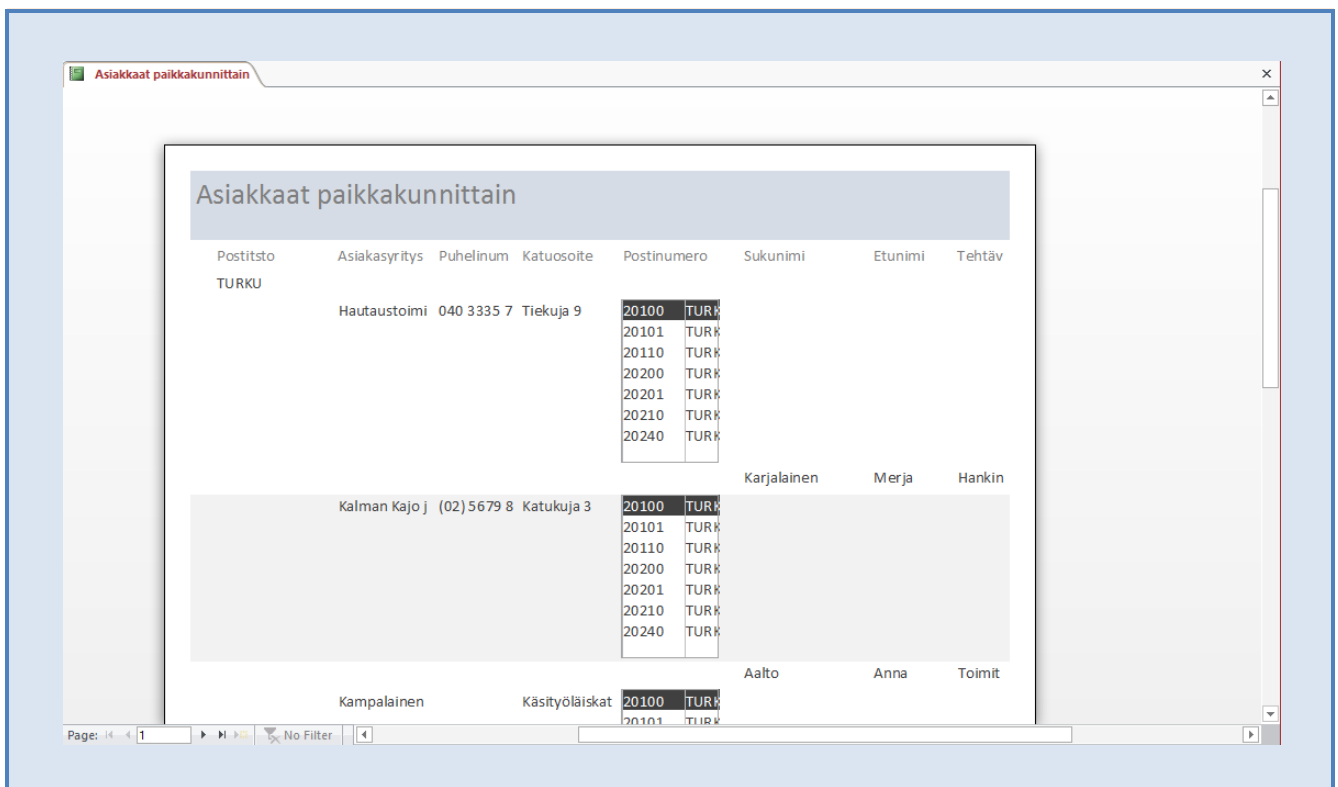 Asiakkaat paikkakunnittain
Asiakkaat paikkakunnittain
Postitsto Asiakasyritys Puhelinum Katuosoite Postinumero Sukunimi Etunimi Tehtäv
TURKU
Hautaustoimi 040 3335 7 Tiekuja 9 20100 TURK
20101 TURK
20110 TURK
20200 TURK
20201 TURK
20210 TURK
20240 TURK
Karjalainen Merja Hankin
Kalman Kajo j (02) 5679 8 Katukuja 3 20100 TURK
20101 TURK
20110 TURK
20200 TURK
20201 TURK
20210 TURK
20240 TURK
Aalto Anna Toimit
Kampalainen Käsityöläiskat 20100 TURK
20101 TURK
Page: 1 No Filter